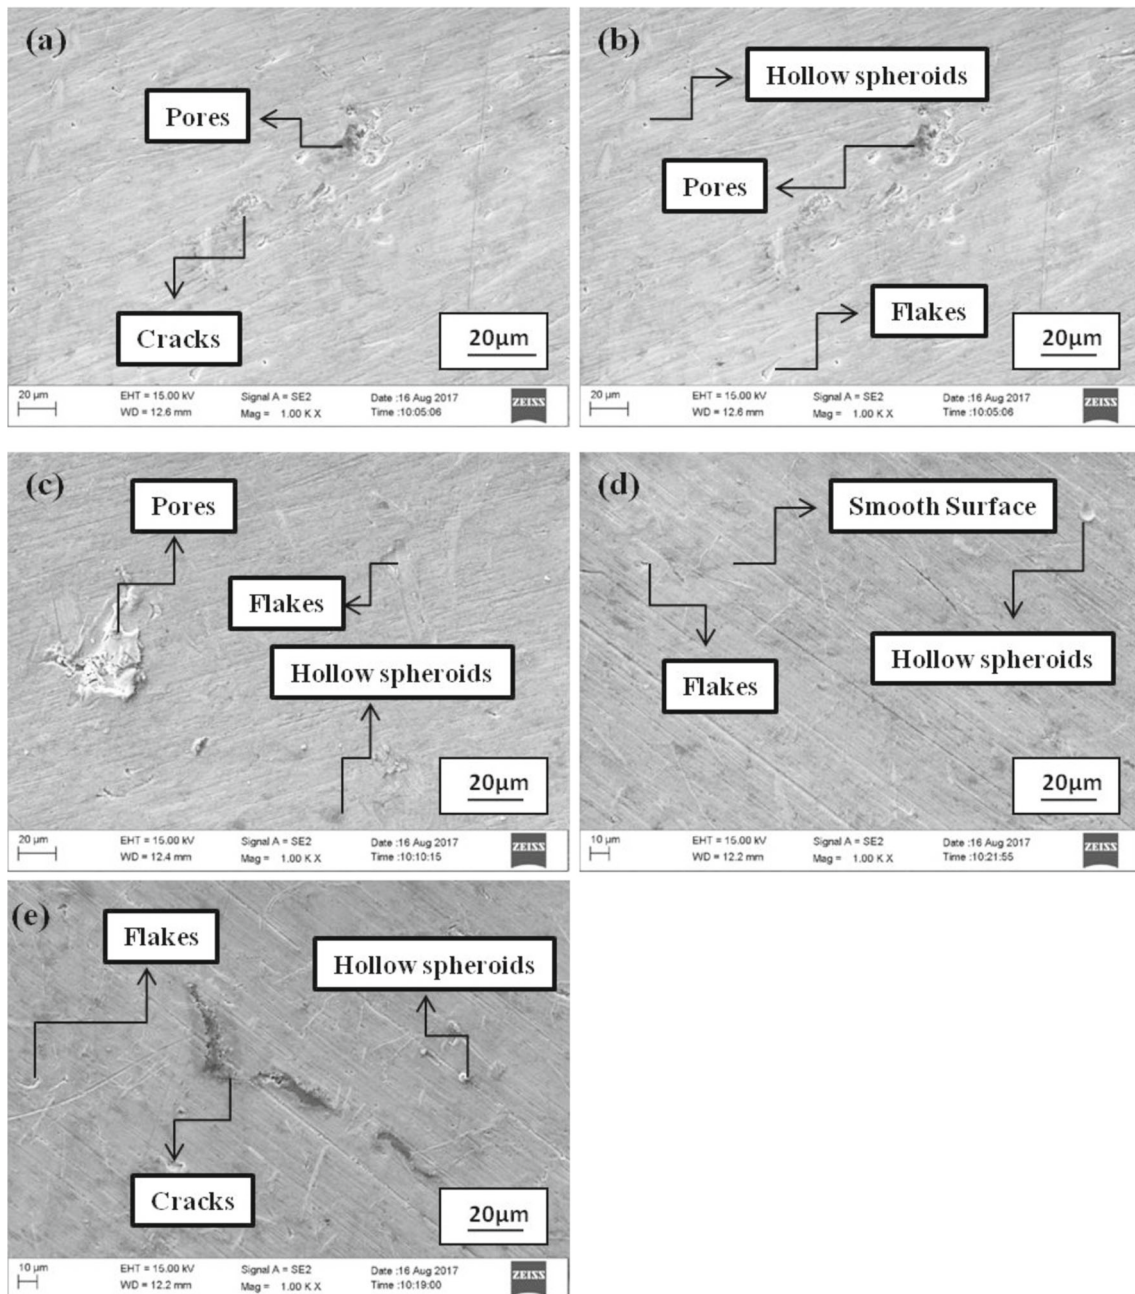 (a)
Pores
Cracks
20µm
20 µm
EHT = 15.00 kV Signal A = SE2 Date :16 Aug 2017
WD = 12.6 mm Mag = 1.00 K X Time :10:05:06
ZEISS
(b)
Hollow spheroids
Pores
Flakes
20µm
20 µm
EHT = 15.00 kV Signal A = SE2 Date :16 Aug 2017
WD = 12.6 mm Mag = 1.00 K X Time :10:05:06
ZEISS
(c)
Pores
Flakes
Hollow spheroids
20µm
20 µm
EHT = 15.00 kV Signal A = SE2 Date :16 Aug 2017
WD = 12.4 mm Mag = 1.00 K X Time :10:10:15
ZEISS
(d)
Smooth Surface
Flakes
Hollow spheroids
20µm
10 µm
EHT = 15.00 kV Signal A = SE2 Date :16 Aug 2017
WD = 12.2 mm Mag = 1.00 K X Time :10:21:55
ZEISS
(e)
Flakes
Hollow spheroids
Cracks
20µm
10 µm
EHT = 15.00 kV Signal A = SE2 Date :16 Aug 2017
WD = 12.2 mm Mag = 1.00 K X Time :10:19:00
ZEISS